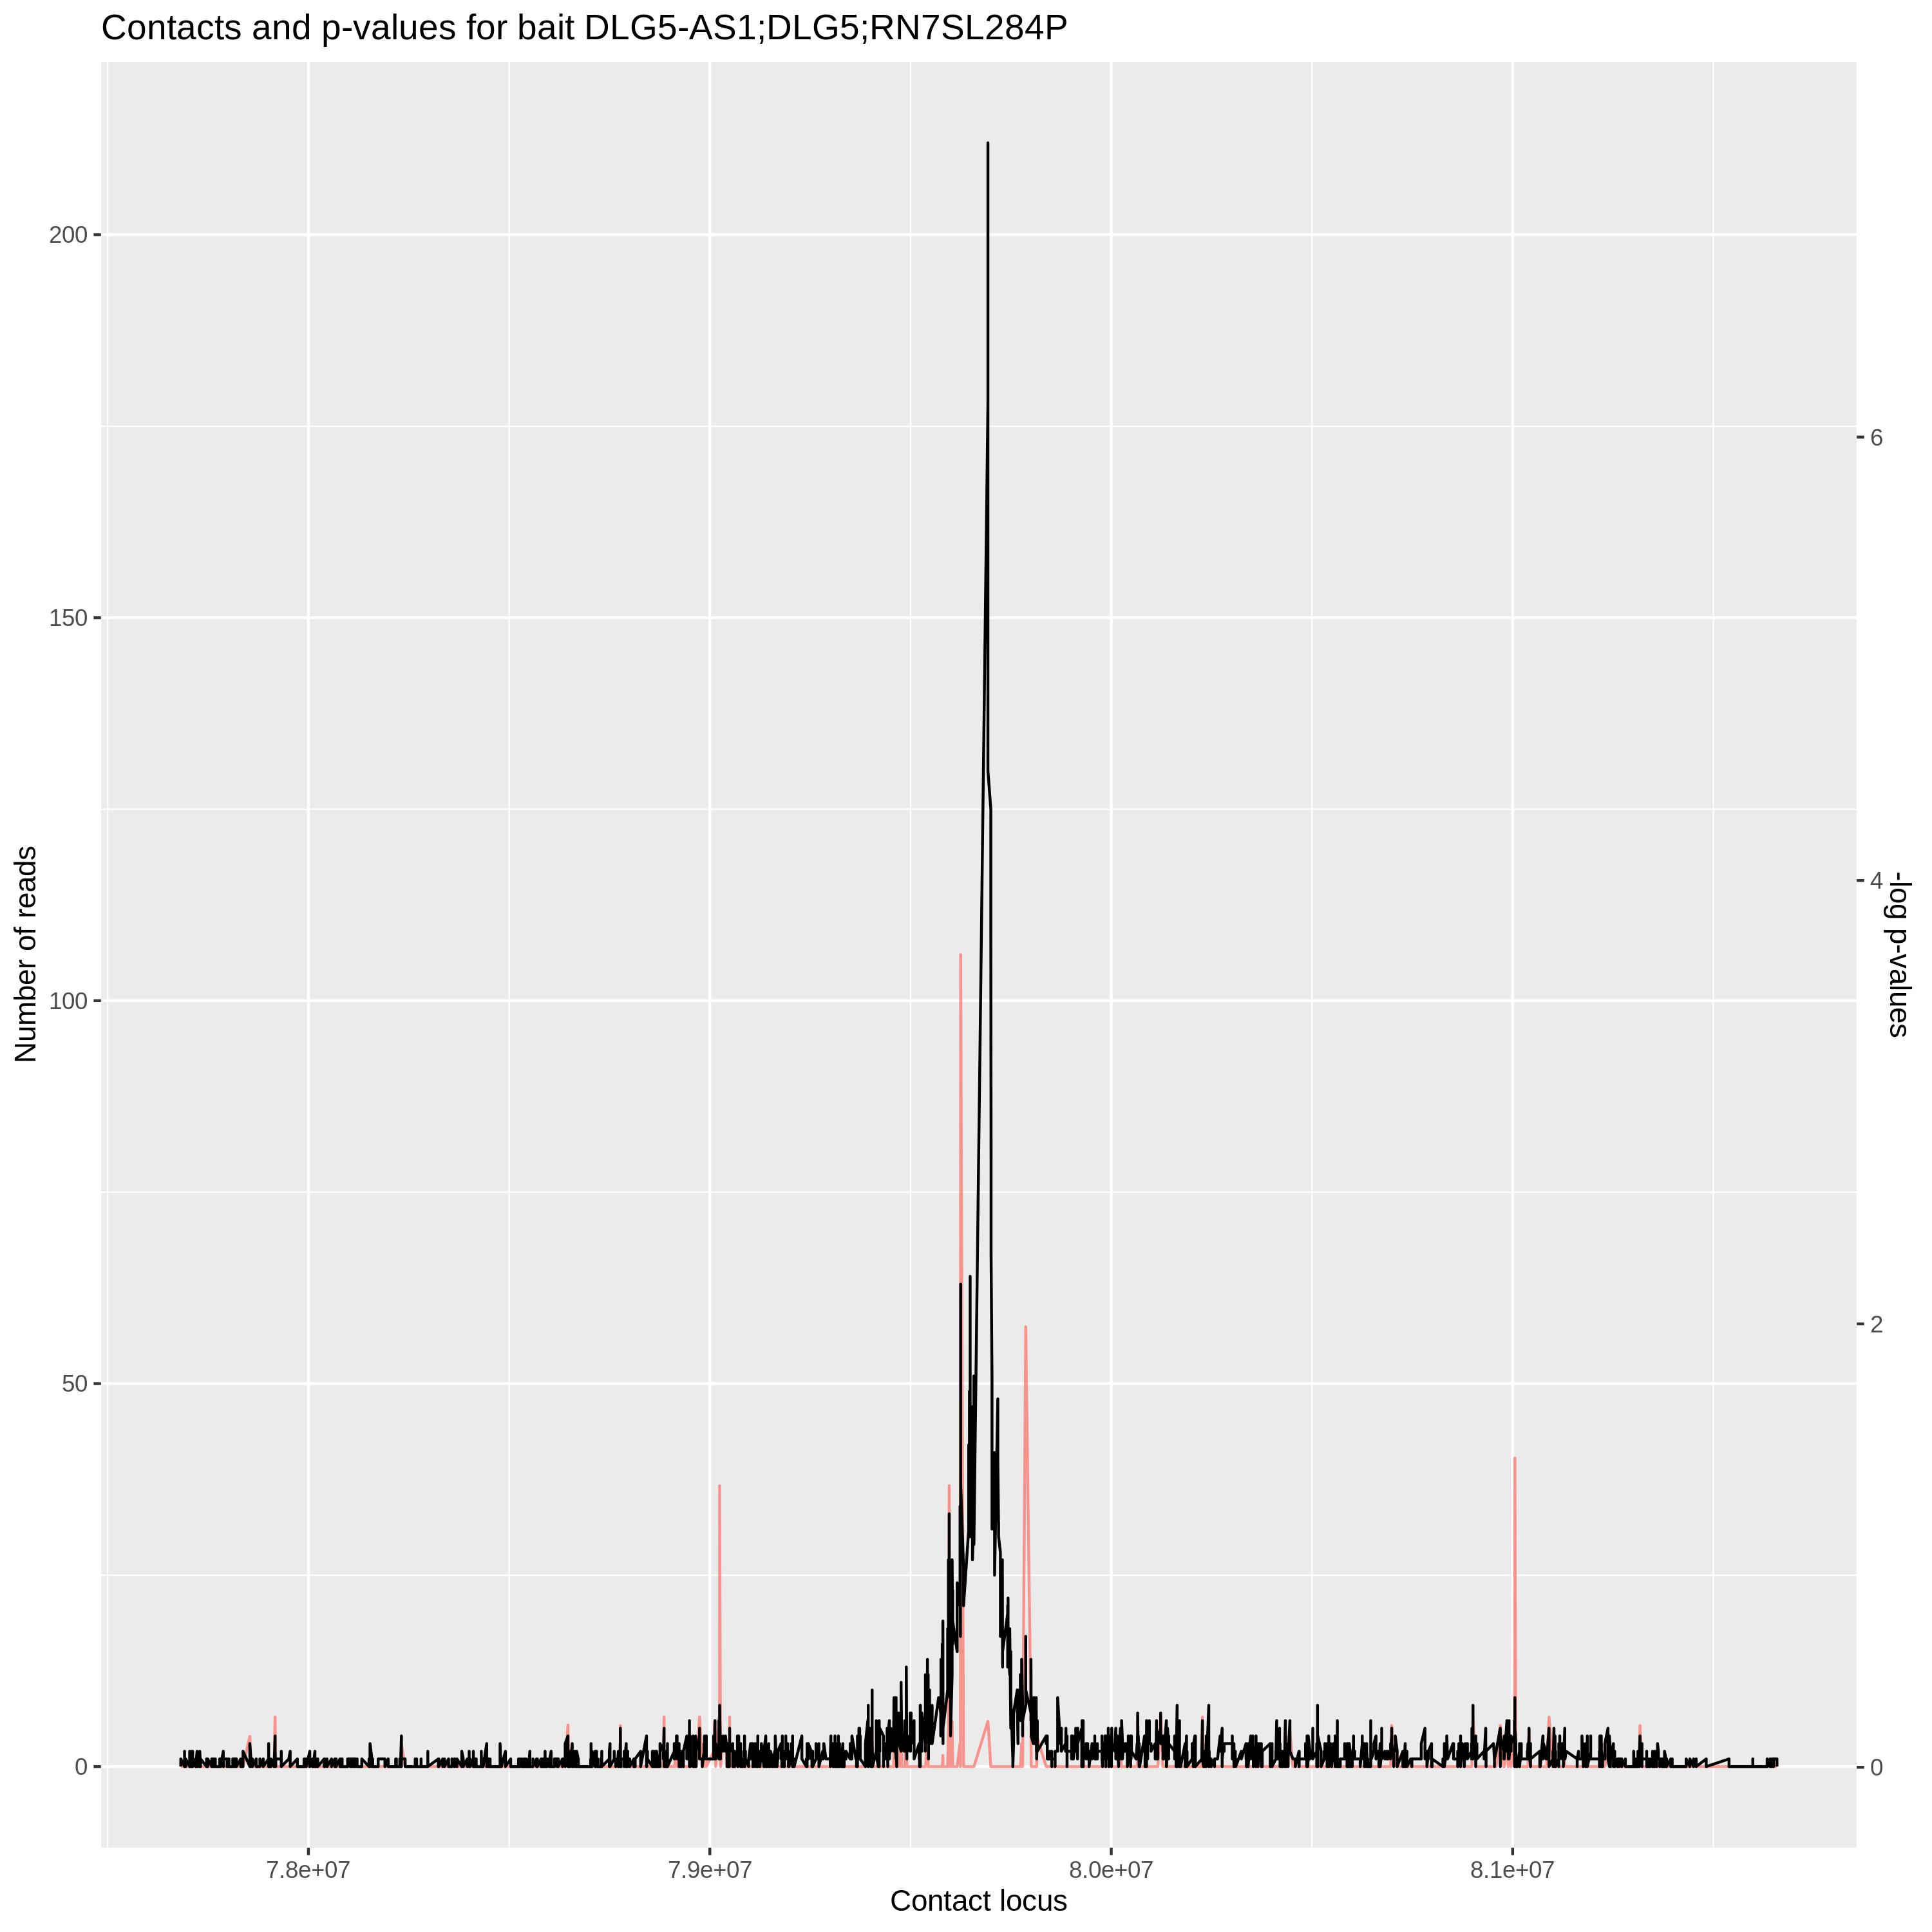 Contacts and p-values for bait DLG5-AS1;DLG5;RN7SL284P
200
150
100
50
0
Number of reads
6
4
2
0
-log p-values
7.8e+07
7.9e+07
8.0e+07
8.1e+07
Contact locus